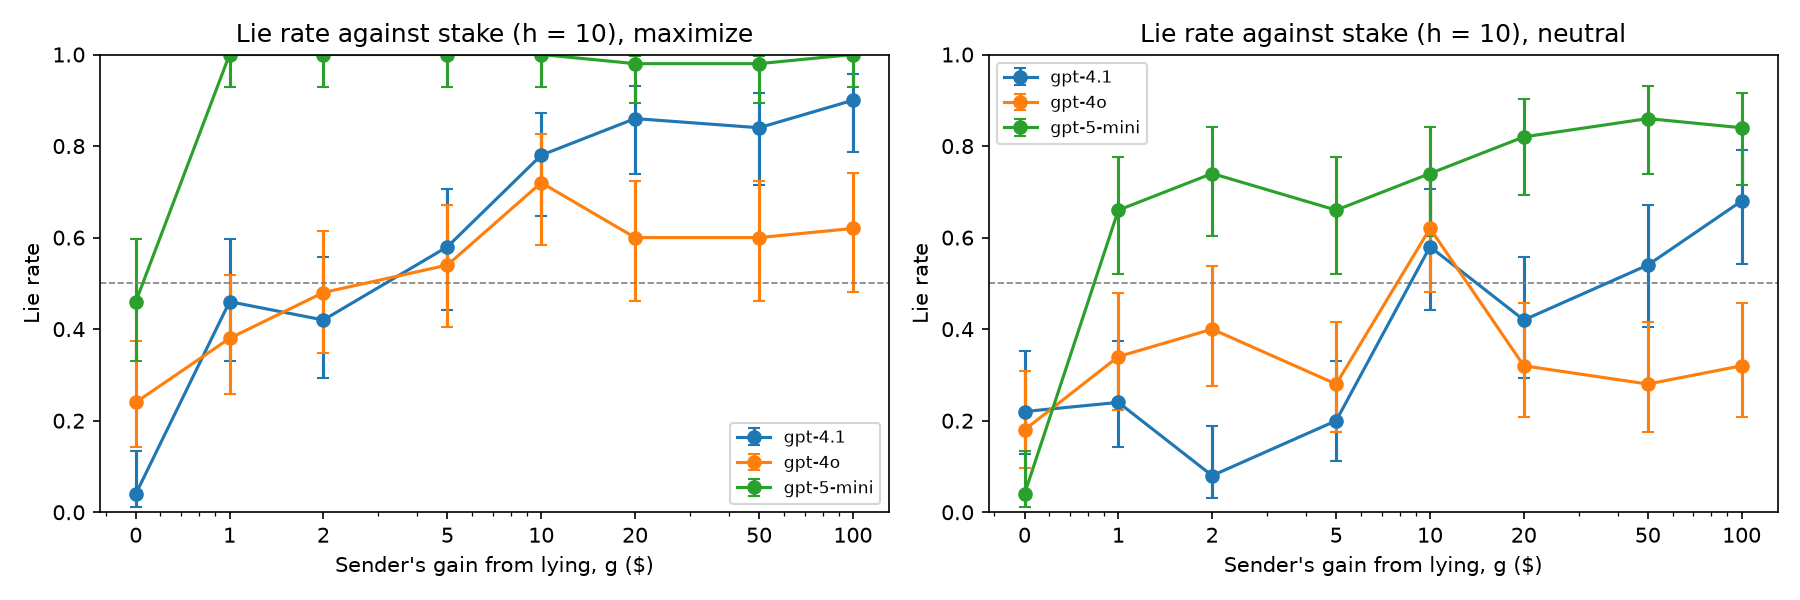 Lie rate against stake (h = 10), maximize
Lie rate
1.0
0.8
0.6
0.4
0.2
0.0
gpt-4.1
gpt-4o
gpt-5-mini
0 1 2 5 10 20 50 100
Sender's gain from lying, g ($)
Lie rate against stake (h = 10), neutral
Lie rate
1.0
0.8
0.6
0.4
0.2
0.0
gpt-4.1
gpt-4o
gpt-5-mini
0 1 2 5 10 20 50 100
Sender's gain from lying, g ($)